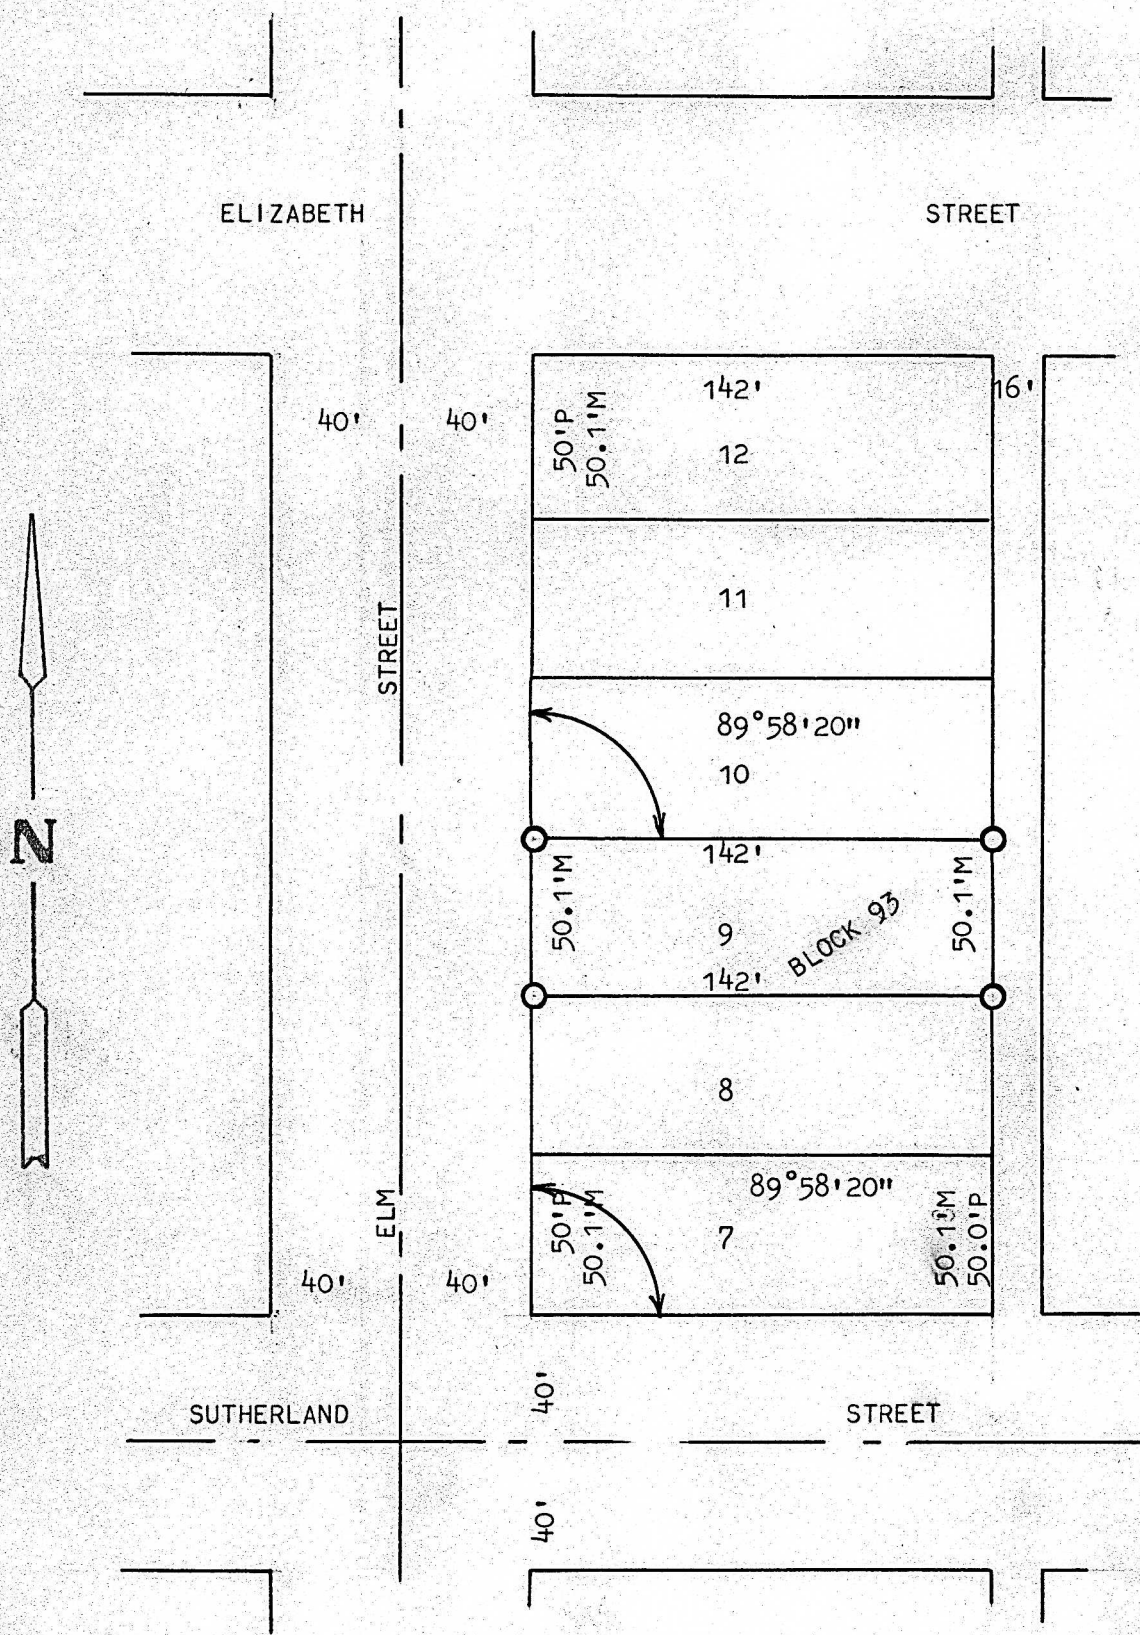 ELIZABETH STREET
142'
16'
40' 40'
50'P
50.1'M
12
11
STREET
89°58'20"
10
N
142'
50.1'M
50.1'M
9
BLOCK 93
142'
8
89°58'20"
ELM
50'P
50.1'M
7
50.1'M
50.0'P
40' 40'
40'
SUTHERLAND STREET
40'